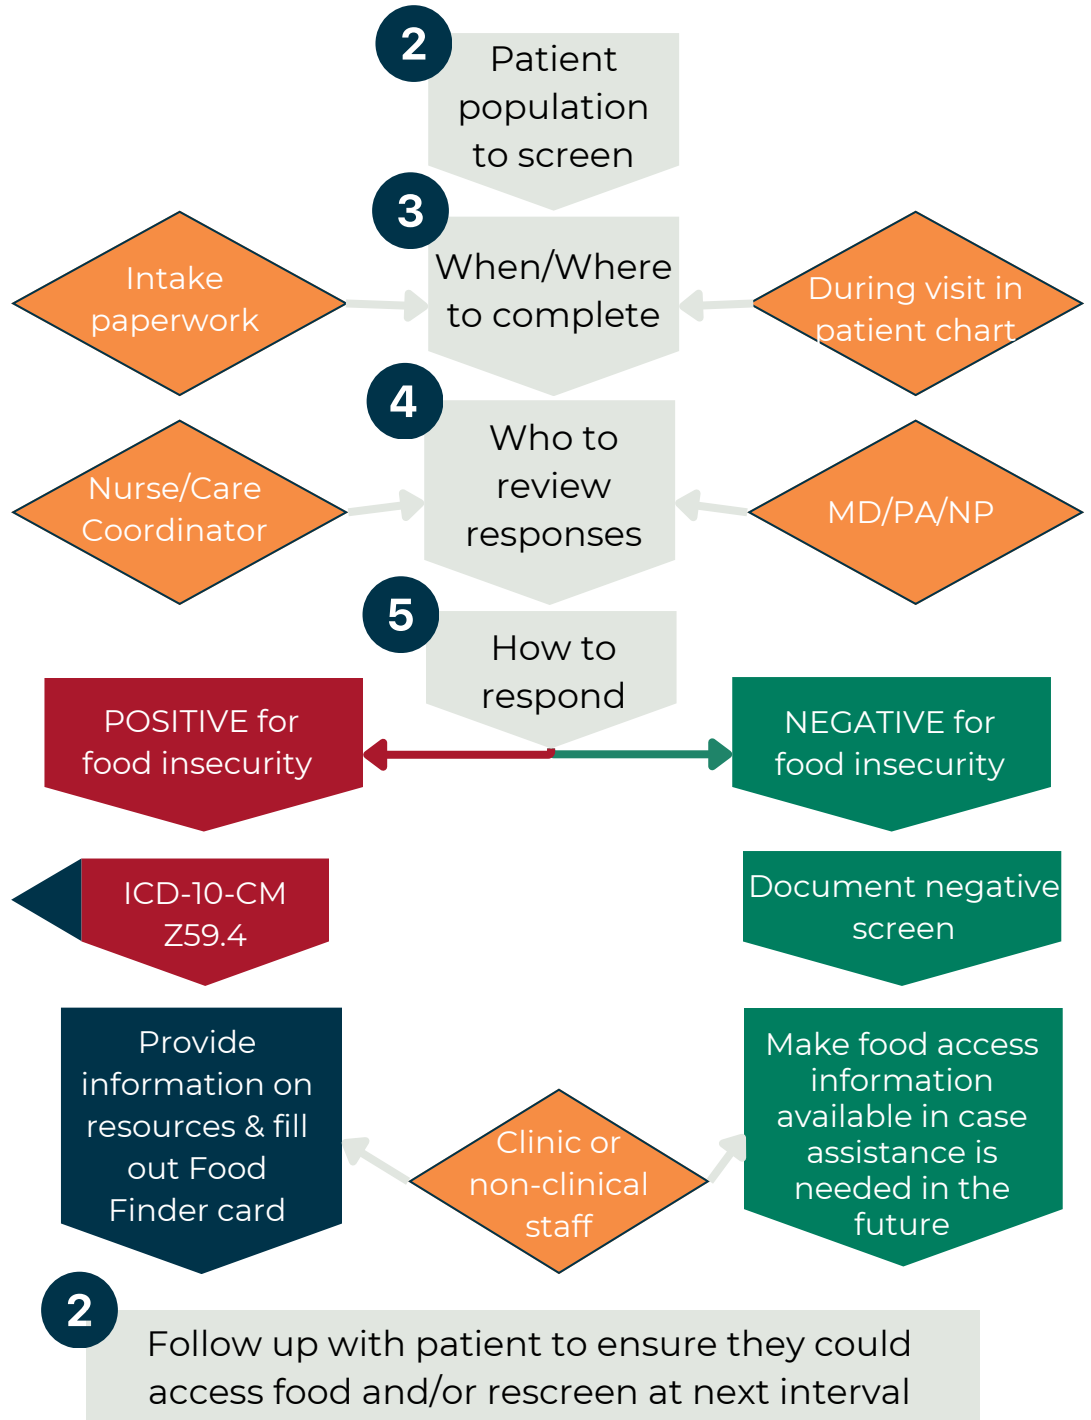 2
Patient
population
to screen
3
When/Where
to complete
Intake
paperwork
During visit in
patient chart
4
Who to
review
responses
Nurse/Care
Coordinator
MD/PA/NP
5
How to
respond
POSITIVE for
food insecurity
NEGATIVE for
food insecurity
ICD-10-CM
Z59.4
Document negative
screen
Provide
information on
resources & fill
out Food
Finder card
Clinic or
non-clinical
staff
Make food access
information
available in case
assistance is
needed in the
future
2
Follow up with patient to ensure they could
access food and/or rescreen at next interval